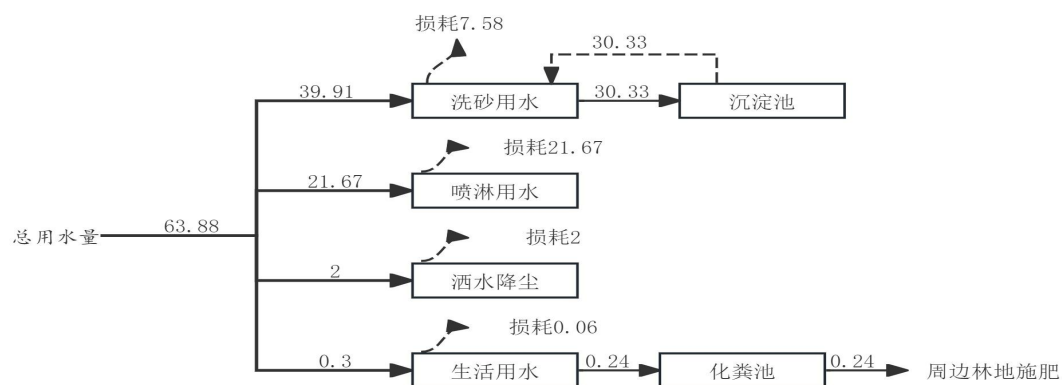 损耗7.58
30.33
39.91
洗砂用水
30.33
沉淀池
损耗21.67
21.67
喷淋用水
总用水量
63.88
损耗2
2
洒水降尘
损耗0.06
0.3
生活用水
0.24
化粪池
0.24
周边林地施肥